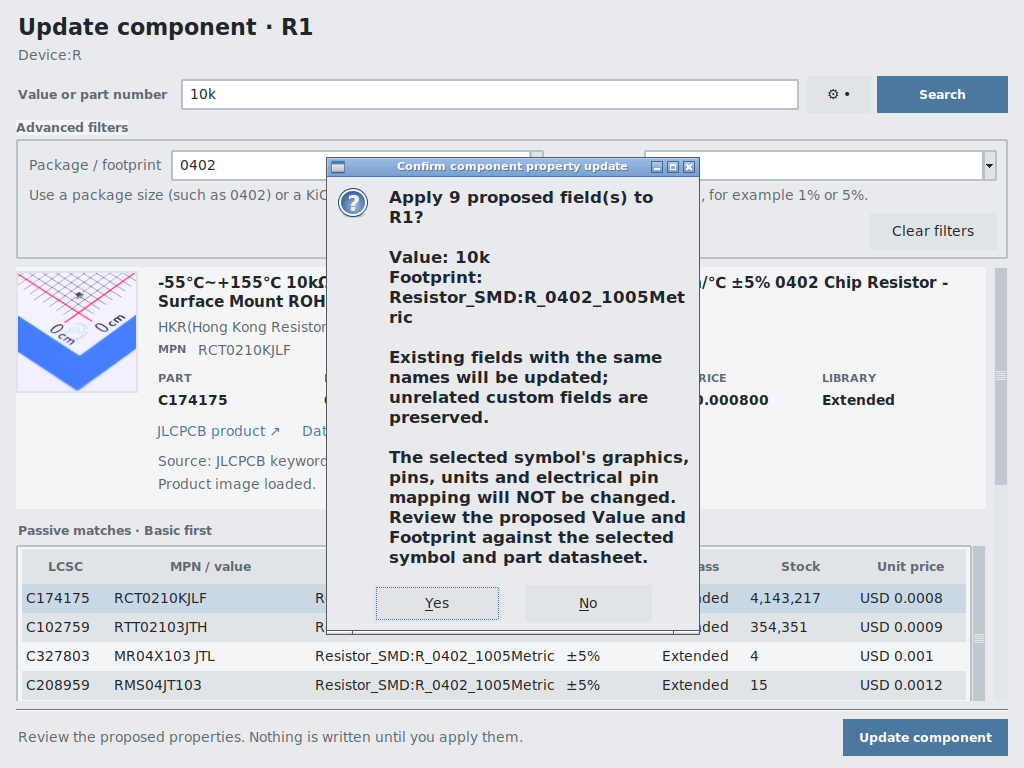 Update component · R1
Device:R
Value or part number 10k ⚙ • Search
Advanced filters
Confirm component property update
Package / footprint 0402
Use a package size (such as 0402) or a KiC
, for example 1% or 5%.
Clear filters
Apply 9 proposed field(s) to
R1?
Value: 10k
Footprint:
Resistor_SMD:R_0402_1005Met
ric
Existing fields with the same
names will be updated;
unrelated custom fields are
preserved.
The selected symbol's graphics,
pins, units and electrical pin
mapping will NOT be changed.
Review the proposed Value and
Footprint against the selected
symbol and part datasheet.
Yes No
0 cm 0 cm
-55℃~+155℃ 10kΩ
/℃ ±5% 0402 Chip Resistor -
Surface Mount ROH
HKR(Hong Kong Resistor
MPN RCT0210KJLF
PART
RICE LIBRARY
C174175
0.000800 Extended
JLCPCB product ↗ Dat
Source: JLCPCB keyword
Product image loaded.
Passive matches · Basic first
LCSC MPN / value ass Stock Unit price
C174175 RCT0210KJLF R nded 4,143,217 USD 0.0008
C102759 RTT02103JTH R nded 354,351 USD 0.0009
C327803 MR04X103 JTL Resistor_SMD:R_0402_1005Metric ±5% Extended 4 USD 0.001
C208959 RMS04JT103 Resistor_SMD:R_0402_1005Metric ±5% Extended 15 USD 0.0012
Review the proposed properties. Nothing is written until you apply them.
Update component